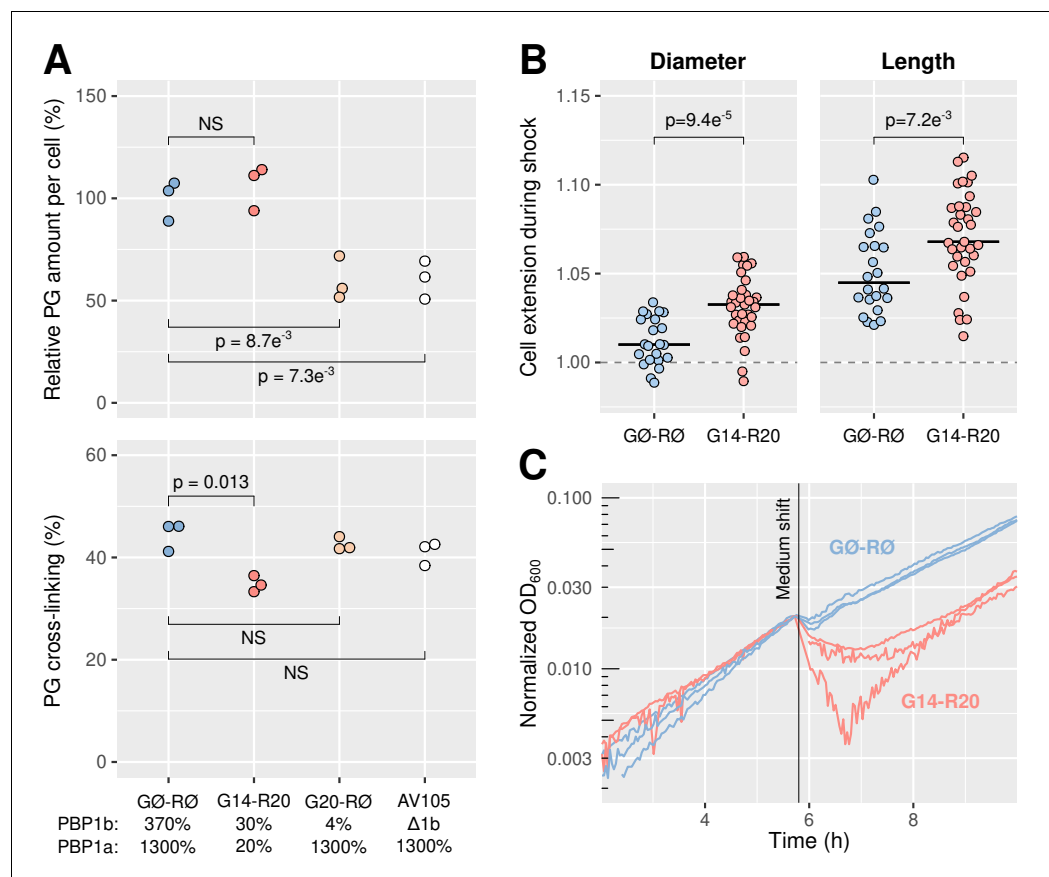 A
150
100
50
0
Relative PG amount per cell (%)
NS
p = 8.7e-3
p = 7.3e-3
60
40
20
0
PG cross-linking (%)
p = 0.013
NS
NS
GØ-RØ G14-R20 G20-RØ AV105
PBP1b: 370% 30% 4% Δ1b
PBP1a: 1300% 20% 1300% 1300%
B
Diameter Length
1.15
1.10
1.05
1.00
Cell extension during shock
p=9.4e-5
p=7.2e-3
GØ-RØ G14-R20 GØ-RØ G14-R20
C
0.100
0.030
0.010
0.003
Normalized OD600
Medium shift
GØ-RØ
G14-R20
4 6 8
Time (h)